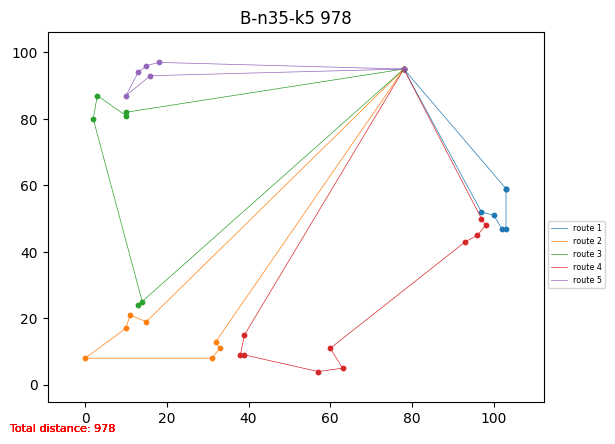 B-n35-k5 978
100
80
60
40
20
0
0 20 40 60 80 100
route 1
route 2
route 3
route 4
route 5
Total distance: 978